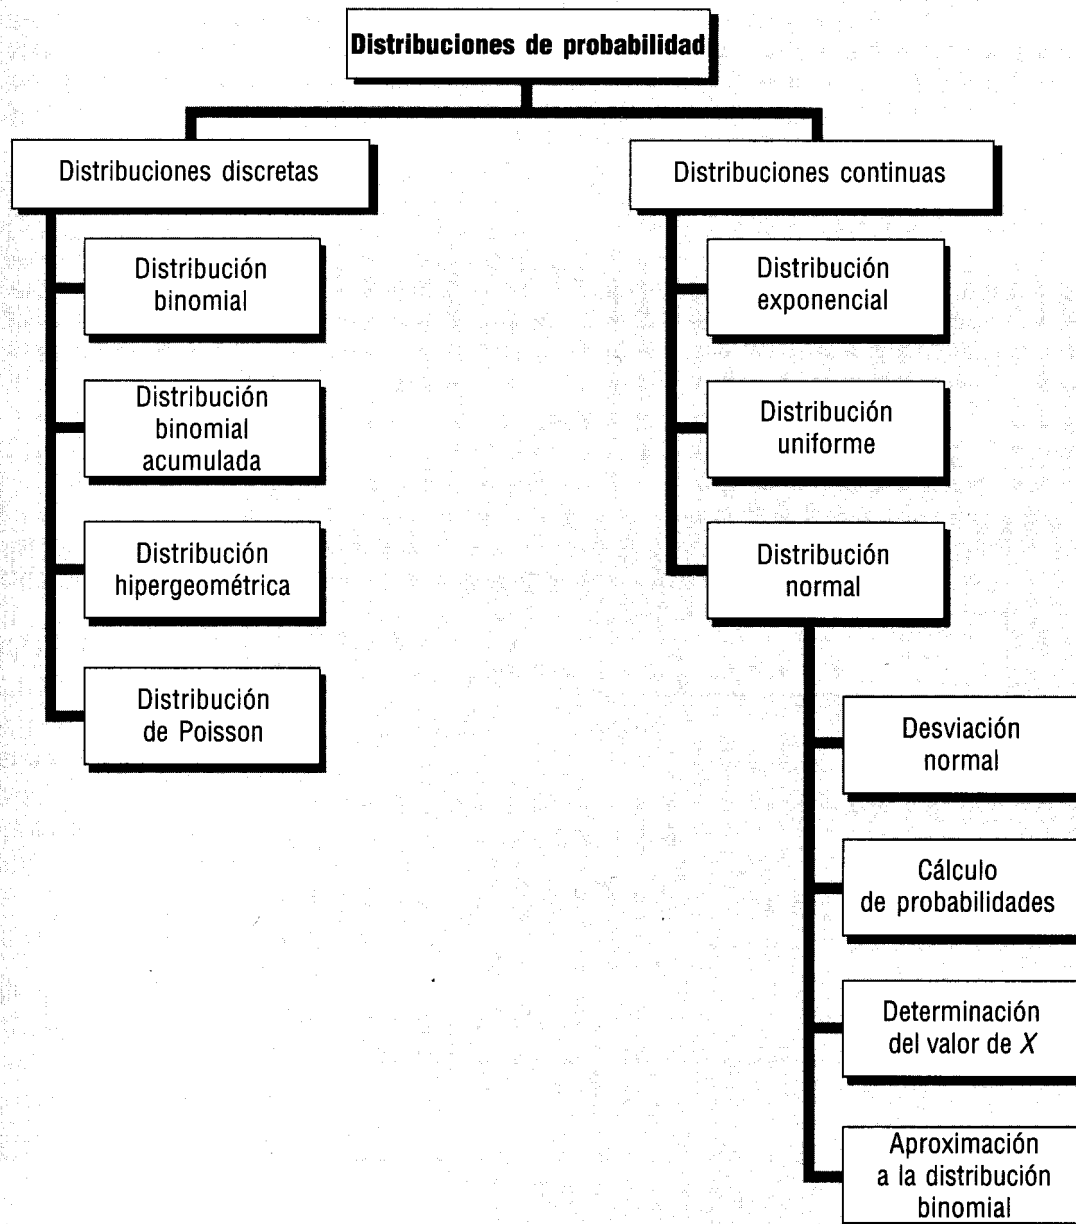 Distribuciones de probabilidad
Distribuciones discretas
Distribución
binomial
Distribución
binomial
acumulada
Distribución
hipergeométrica
Distribución
de Poisson
Distribuciones continuas
Distribución
exponencial
Distribución
uniforme
Distribución
normal
Desviación
normal
Cálculo
de probabilidades
Determinación
del valor de X
Aproximación
a la distribución
binomial